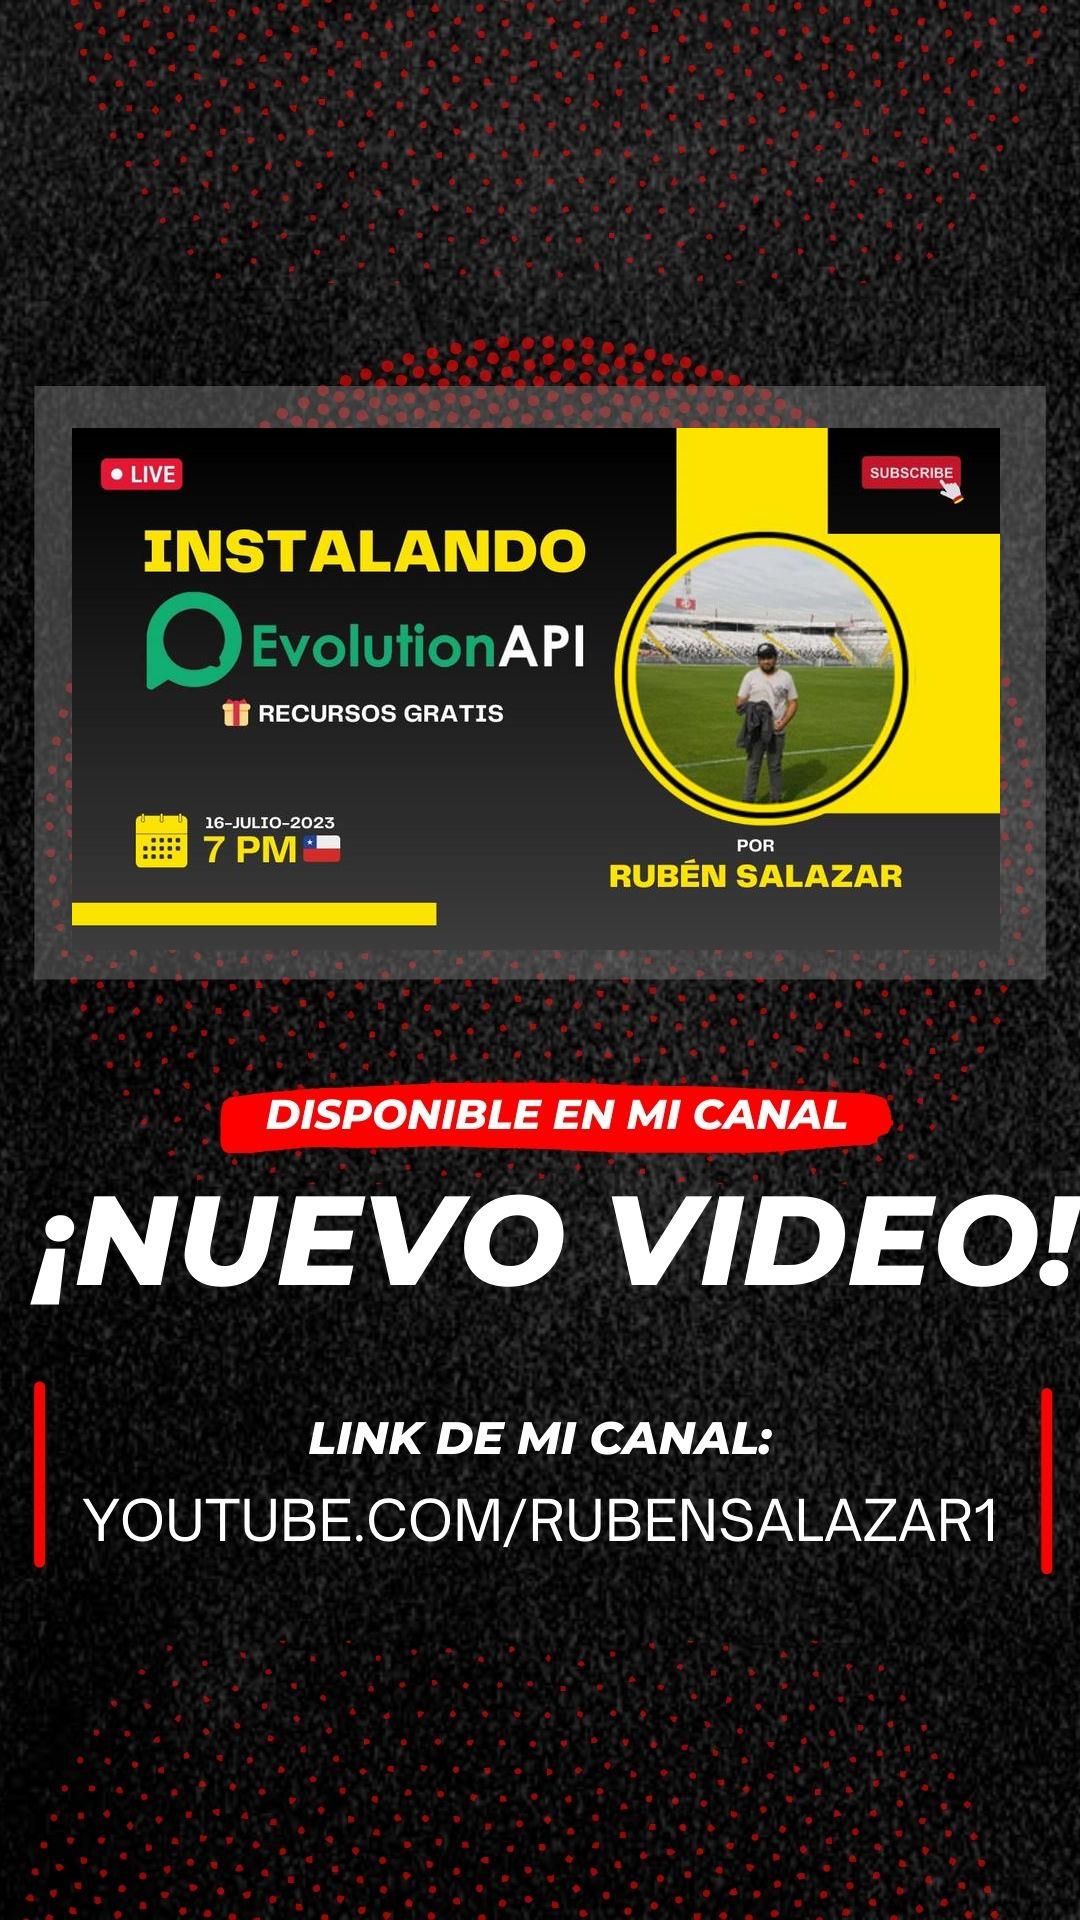 LIVE
SUBSCRIBE
INSTALANDO
EvolutionAPI
RECURSOS GRATIS
16-JULIO-2023
7 PM
POR
RUBÉN SALAZAR
DISPONIBLE EN MI CANAL
¡NUEVO VIDEO!
LINK DE MI CANAL:
YOUTUBE.COM/RUBENSALAZAR1